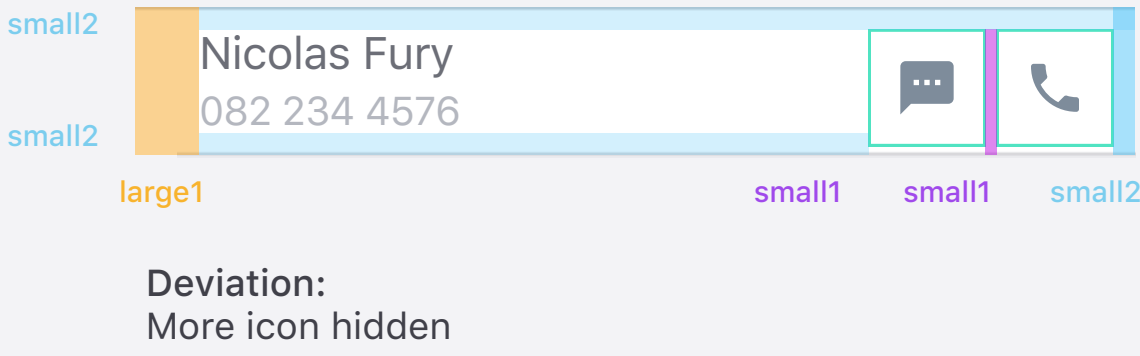 small2
Nicolas Fury
082 234 4576
small2
large1
small1
small1
small2
Deviation:
More icon hidden